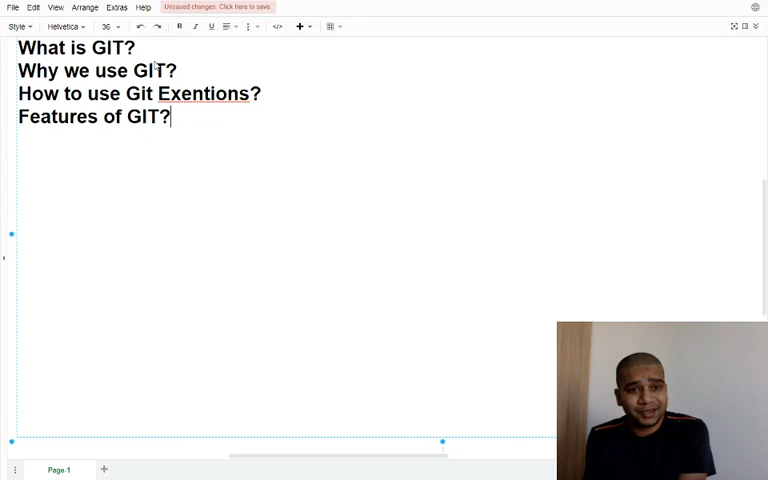 File Edit View Arrange Extras Help Unsaved changes. Click here to save.
Style Helvetica 36 B I U
What is GIT?
Why we use GIT?
How to use Git Exentions?
Features of GIT?
Page-1